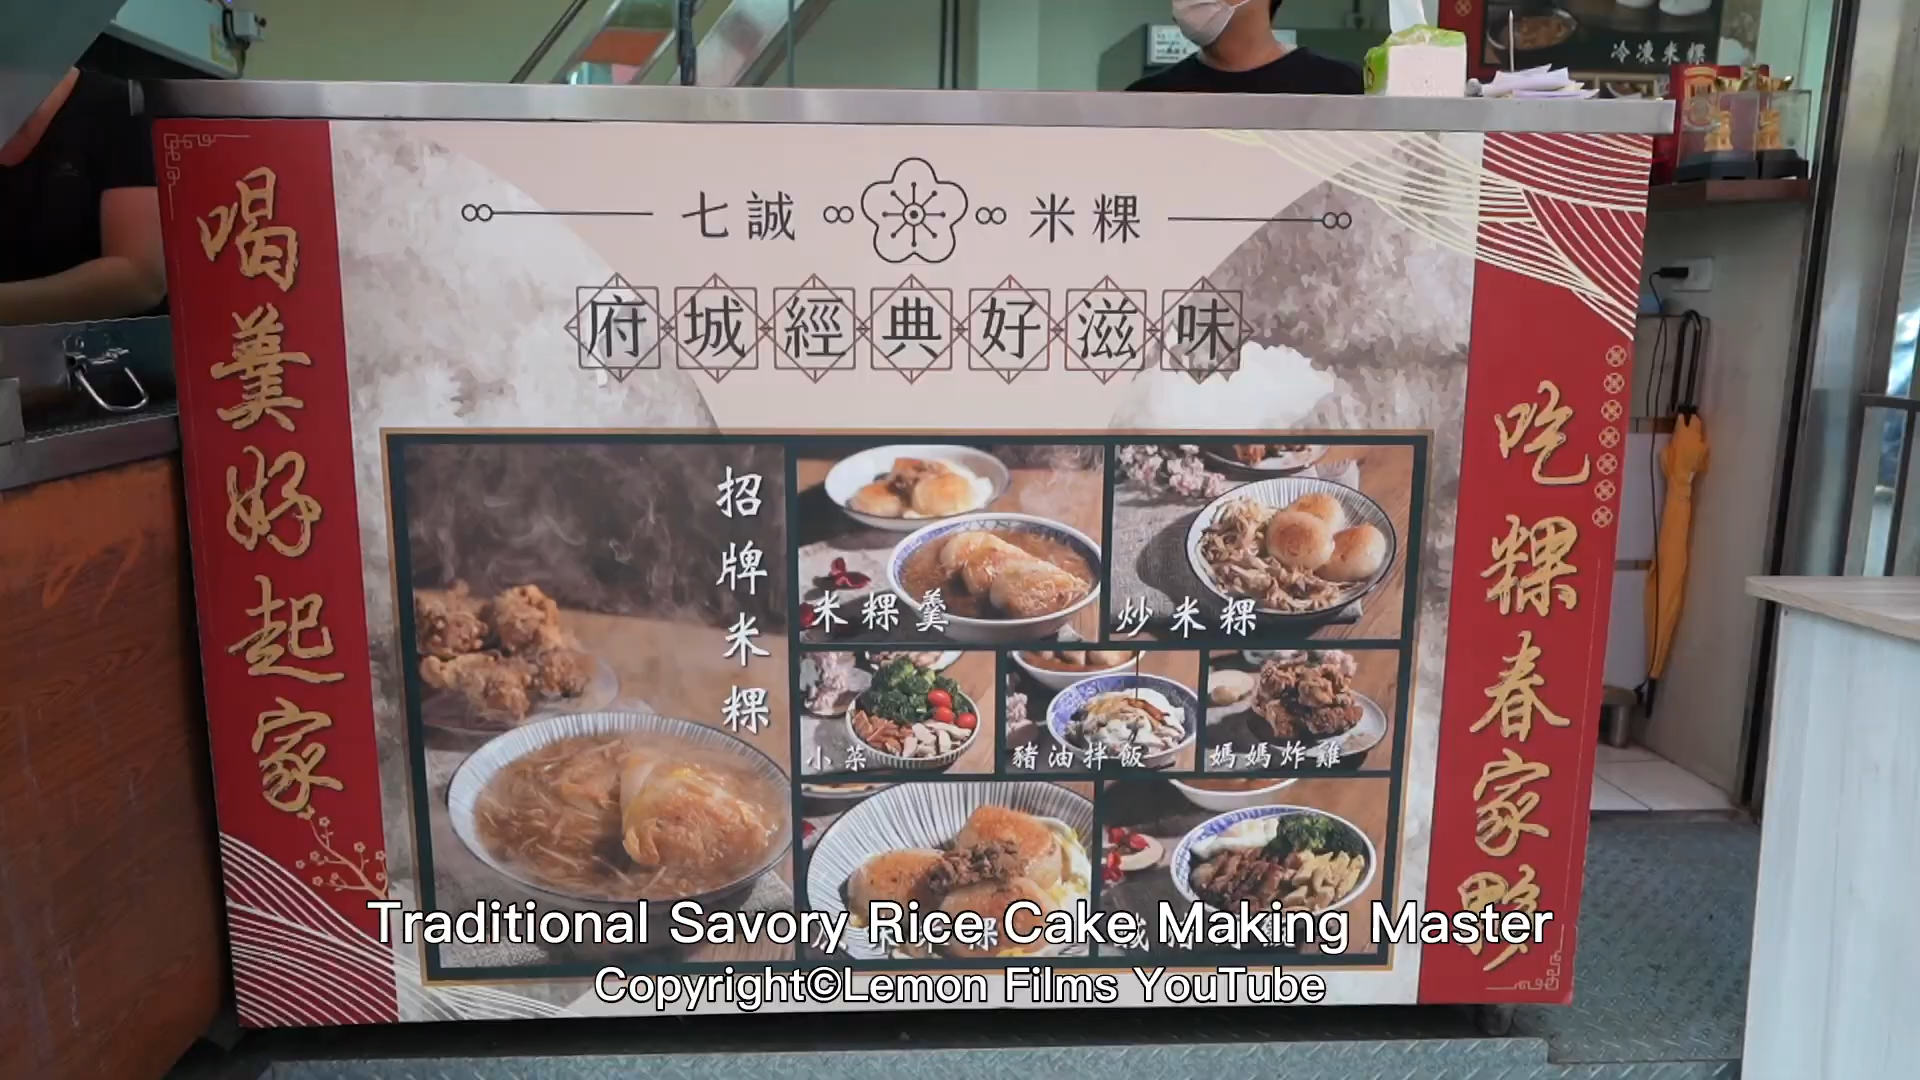 冷凍米粿
七誠 米粿
府城經典好滋味
喝羹好起家
吃粿春家夥
招牌米粿
米粿羹
炒米粿
小菜
豬油拌飯
媽媽炸雞
Traditional Savory Rice Cake Making Master
Copyright©Lemon Films YouTube